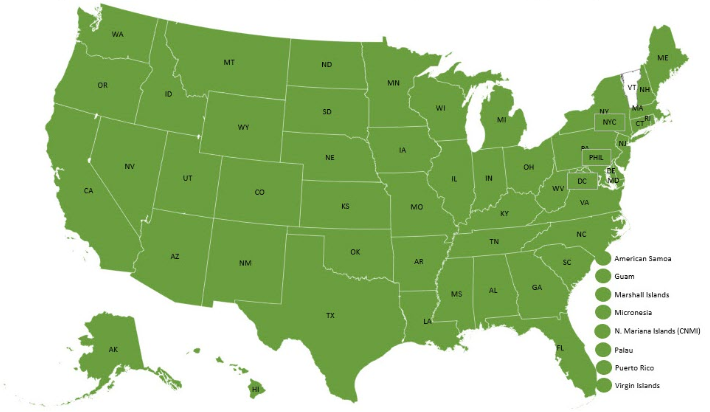 WA
MT
ND
MN
ME
OR
ID
SD
WI
MI
VT
NH
WY
NY
MA
NYC
CT
RI
NE
IA
PA
NJ
PHIL
NV
UT
CO
IL
IN
OH
DE
MD
DC
CA
KS
MO
WV
VA
KY
NC
TN
AZ
NM
OK
AR
SC
American Samoa
Guam
MS
AL
GA
Marshall Islands
TX
LA
Micronesia
N. Mariana Islands (CNMI)
AK
FL
Palau
Puerto Rico
HI
Virgin Islands